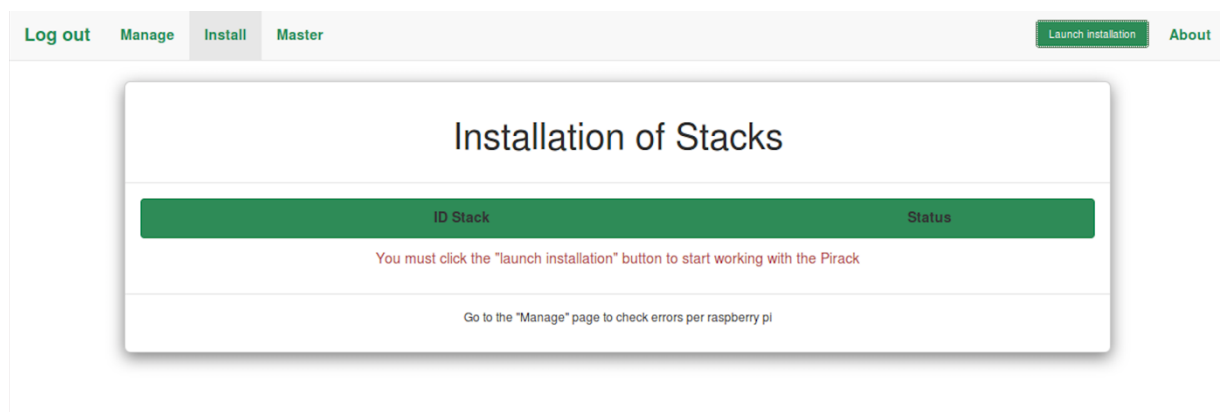 Log out Manage Install Master Launch installation About
Installation of Stacks
ID Stack Status
You must click the "launch installation" button to start working with the Pirack
Go to the "Manage" page to check errors per raspberry pi